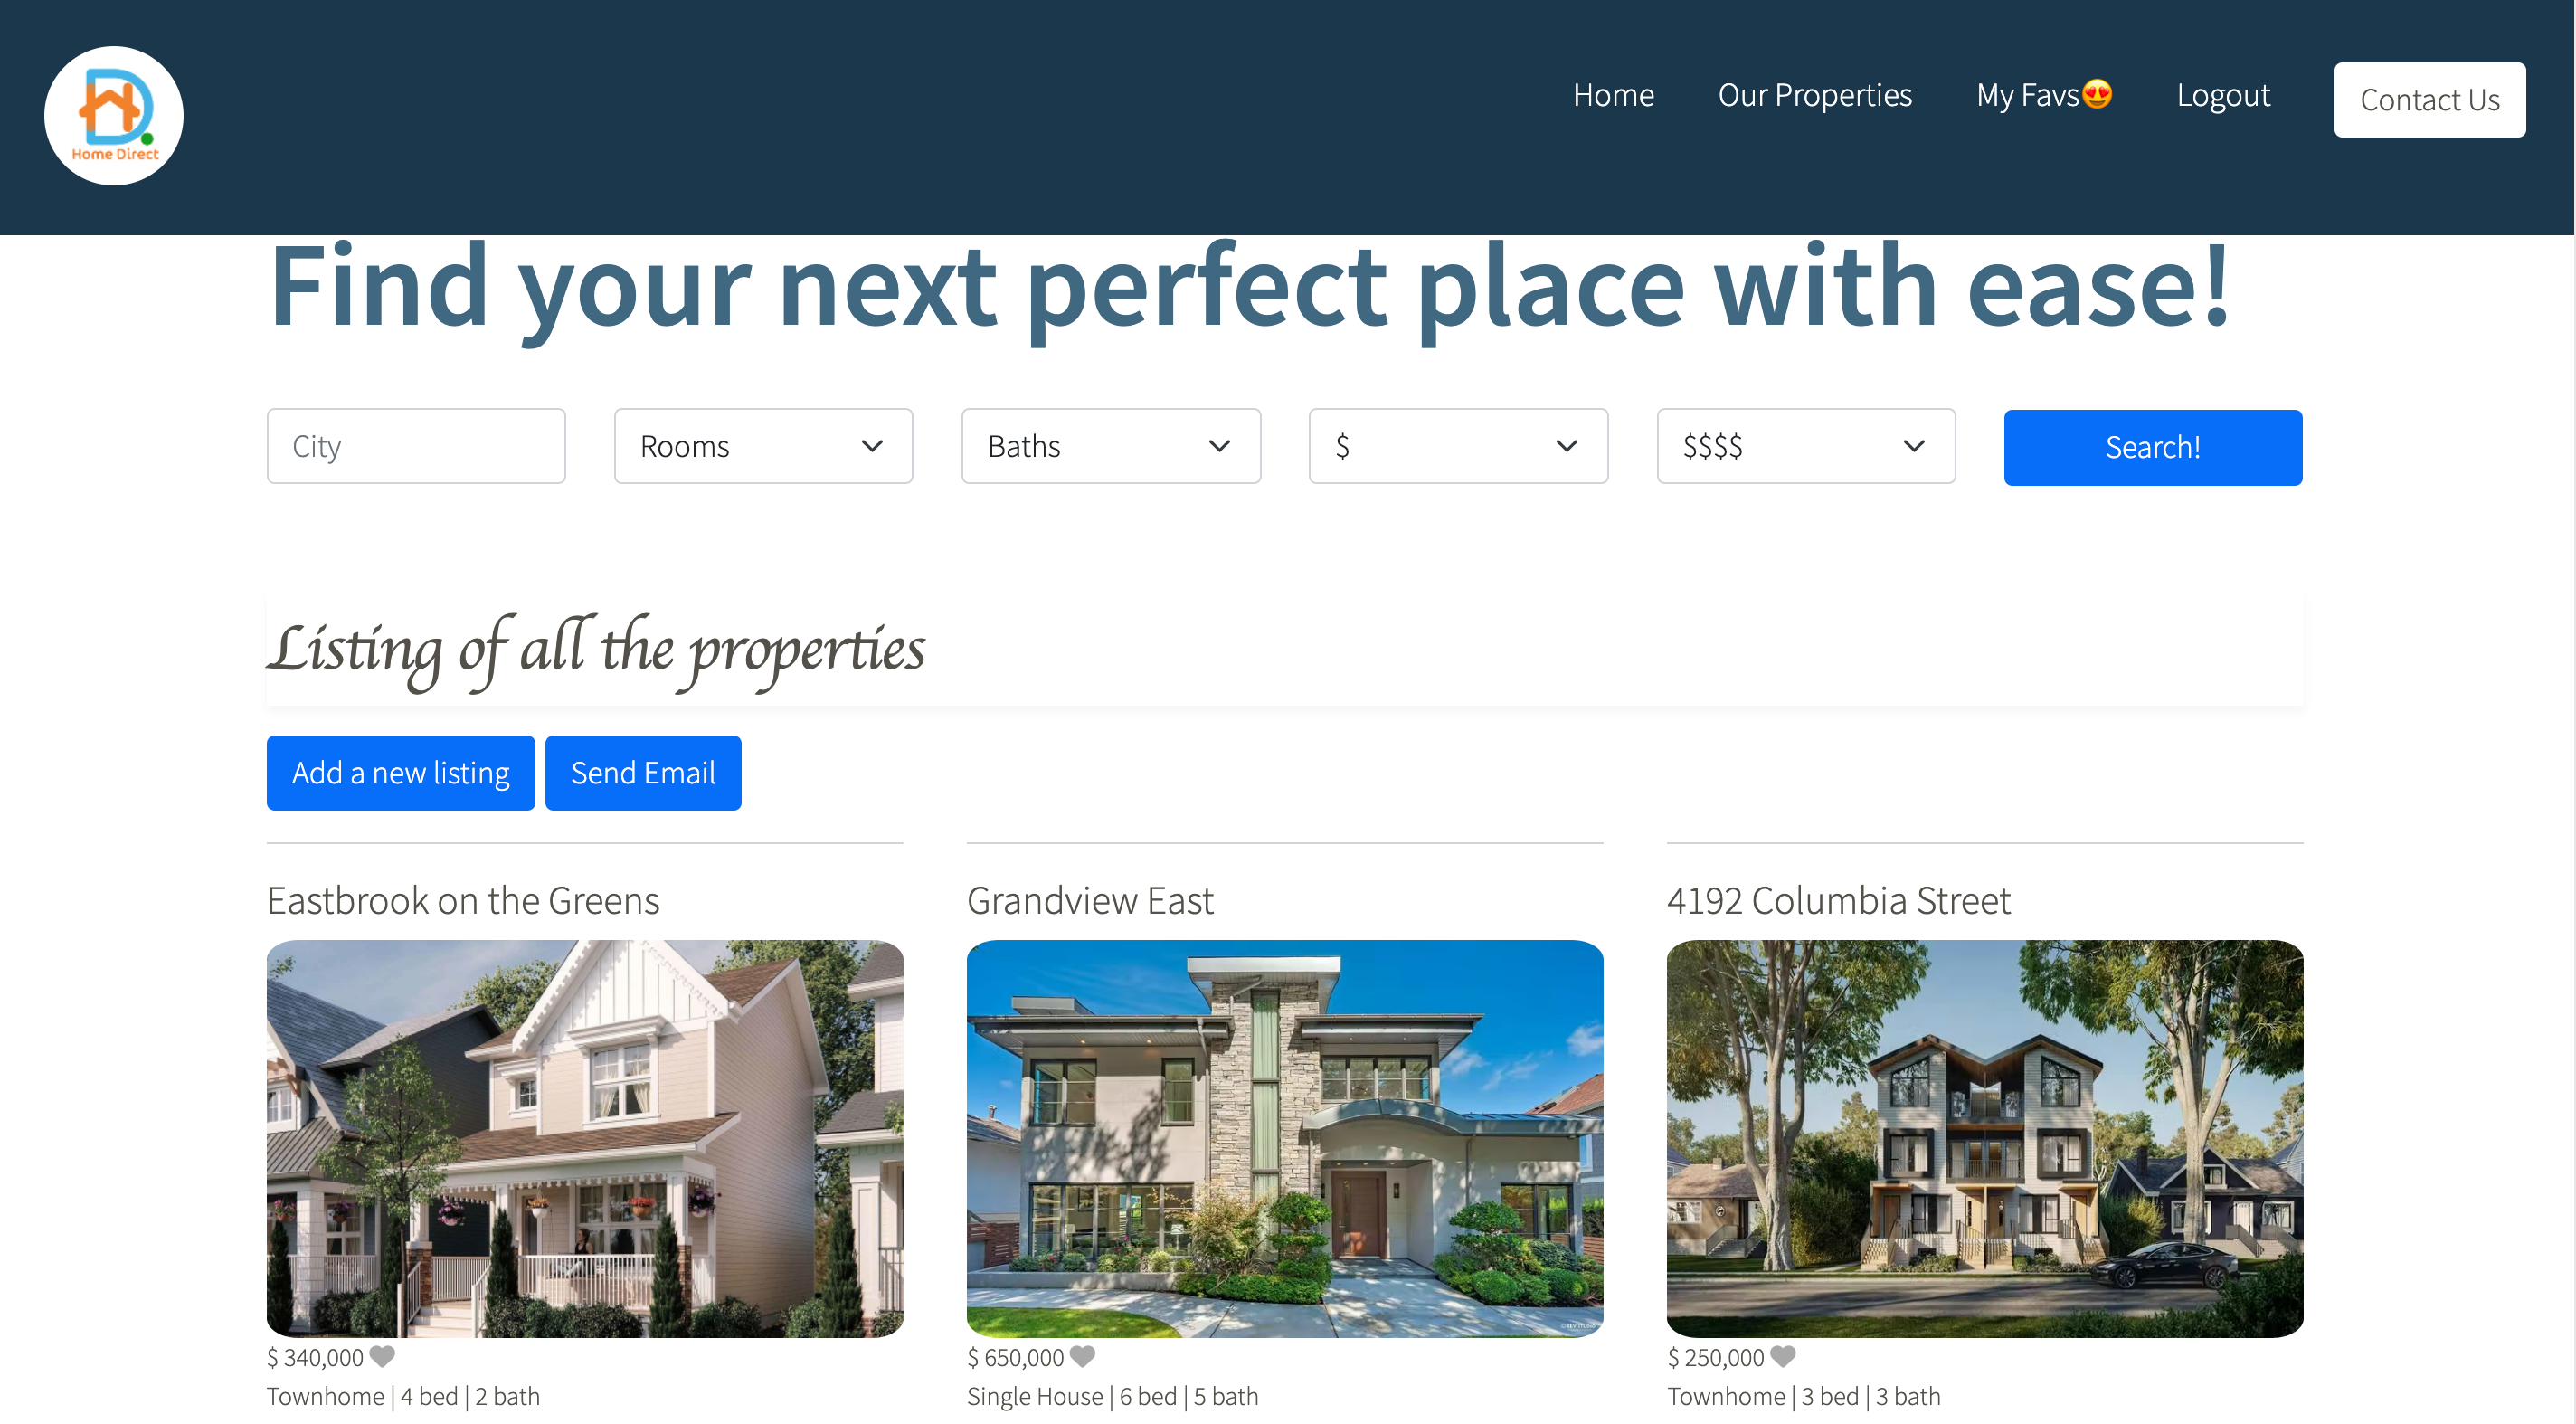 Home Direct
Home
Our Properties
My Favs😍
Logout
Contact Us
Find your next perfect place with ease!
City
Rooms
Baths
$
$$$$
Search!
Listing of all the properties
Add a new listing
Send Email
Eastbrook on the Greens
Grandview East
4192 Columbia Street
$ 340,000
$ 650,000
$ 250,000
Townhome | 4 bed | 2 bath
Single House | 6 bed | 5 bath
Townhome | 3 bed | 3 bath